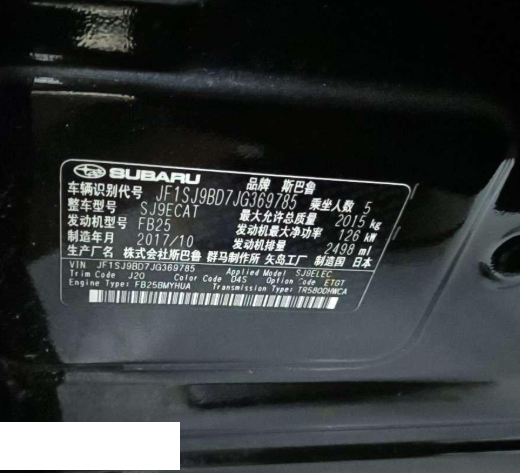 SUBARU 品牌 斯巴鲁
车辆识别代号 JF1SJ9BD7JG369785 乘坐人数 5
整车型号 SJ9ECAT 最大允许总质量 2015 kg
发动机型号 FB25 发动机最大净功率 126 kW
制造年月 2017/10 发动机排量 2498 ml
生产厂名 株式会社斯巴鲁 群马制作所 矢岛工厂 制造国 日本
VIN JF1SJ9BD7JG369785 Applied Model SJ9ELEC
Trim Code J20 Color Code D4S Option Code ETGT
Engine Type: FB25BMYHUA Transmission Type: TR580DHWCA